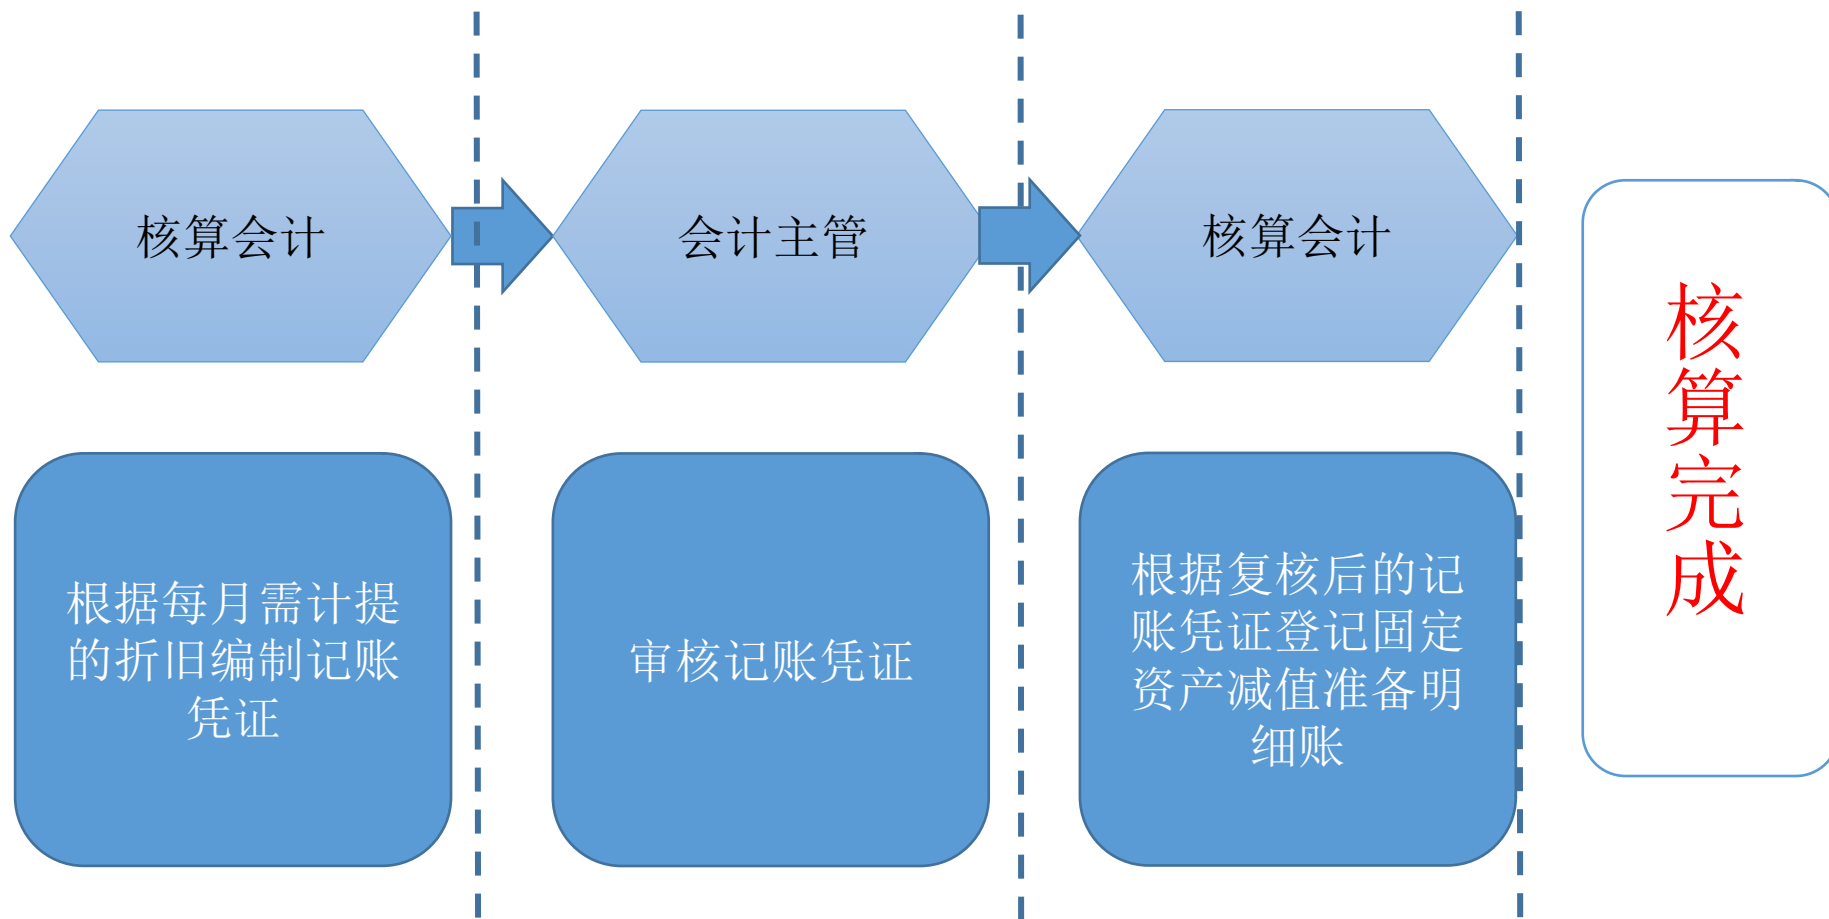 核算会计
会计主管
核算会计
根据每月需计提
的折旧编制记账
凭证
审核记账凭证
根据复核后的记
账凭证登记固定
资产减值准备明
细账
核
算
完
成